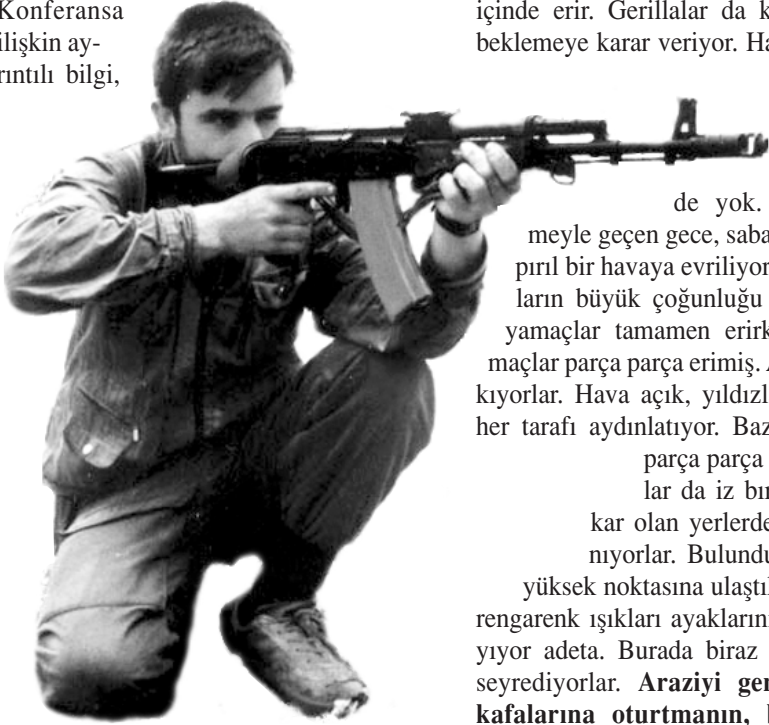 Konferansa
ilişkin ay-
rıntılı bilgi,
içinde erir. Gerillalar da k
beklemeye karar veriyor. Ha
de yok.
meyle geçen gece, saba
pırıl bir havaya evriliyor
ların büyük çoğunluğu
yamaçlar tamamen erirk
maçlar parça parça erimiş. A
kıyorlar. Hava açık, yıldızl
her tarafı aydınlatıyor. Baz
parça parça
lar da iz bır
kar olan yerlerde
nıyorlar. Bulundu
yüksek noktasına ulaştıl
rengarenk ışıkları ayakların
yıyor adeta. Burada biraz
seyrediyorlar. Araziyi ger
kafalarına oturtmanın,